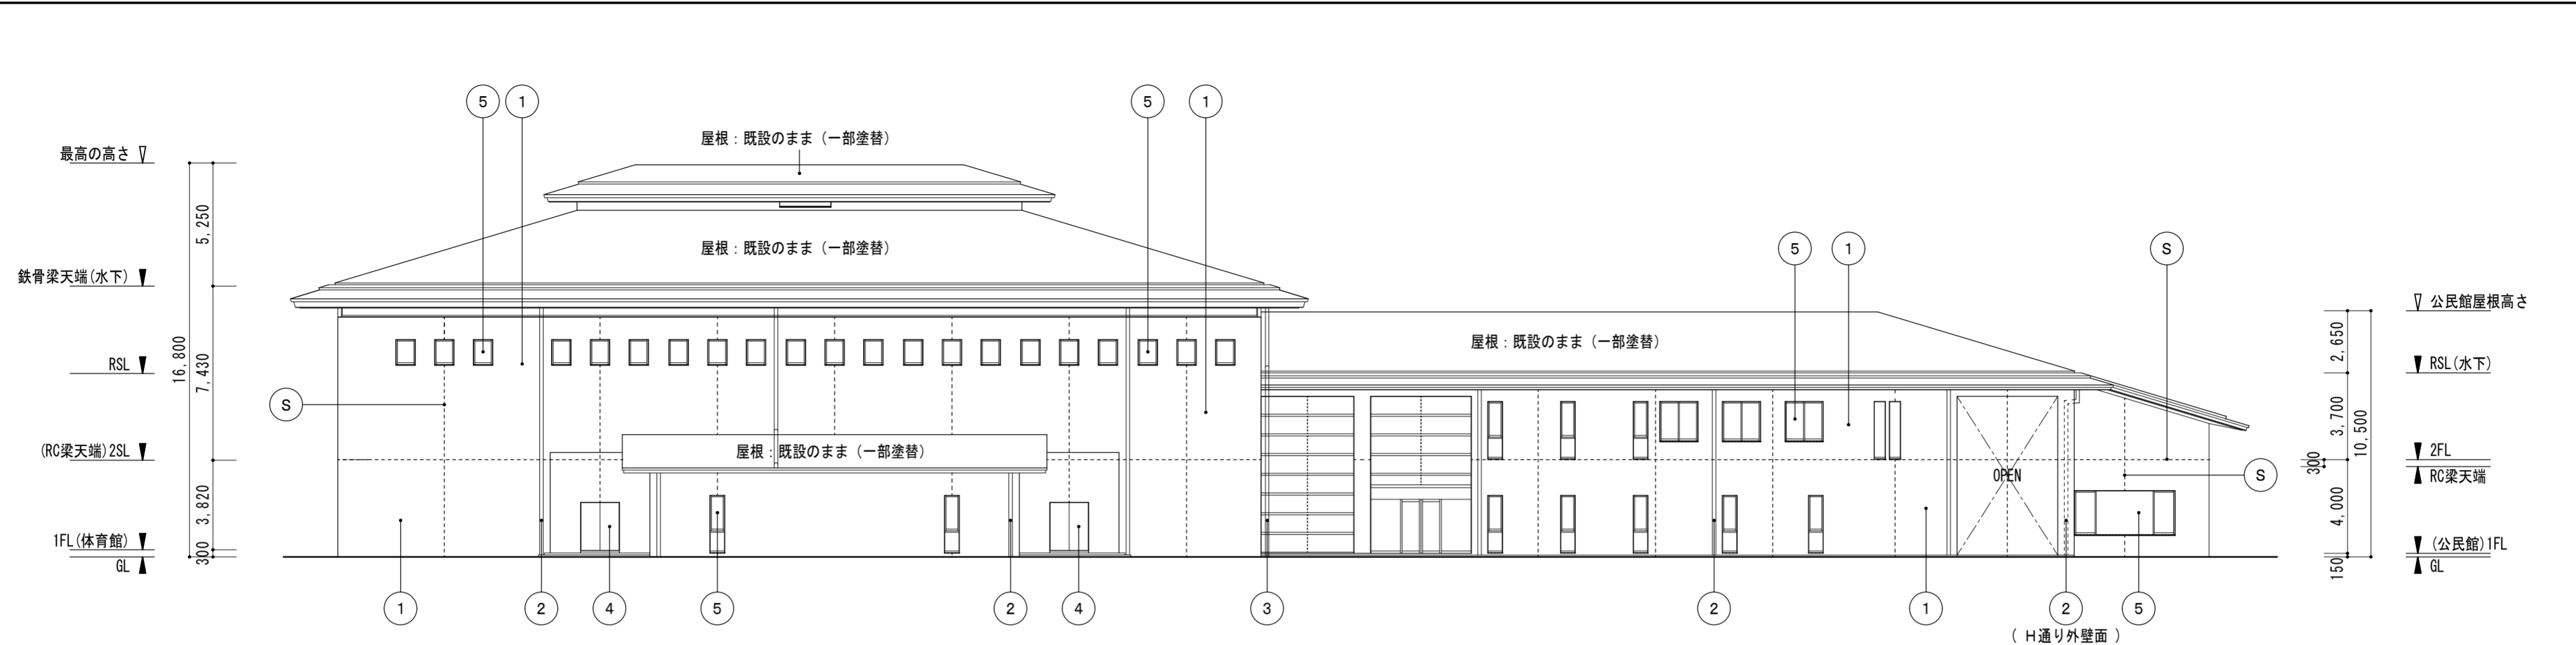 5 1 5 1
屋根：既設のまま（一部塗替）
最高の高さ
5,250
屋根：既設のまま（一部塗替）
5 1 S
鉄骨梁天端(水下)
公民館屋根高さ
16,800
7,430
屋根：既設のまま（一部塗替）
2,650
RSL
RSL(水下)
S
3,700
10,500
(RC梁天端)2SL
屋根：既設のまま（一部塗替）
2FL
300
OPEN
S
RC梁天端
3,820
4,000
1FL(体育館)
(公民館)1FL
300
GL
150
GL
1 2 4 5 2 4 3 2 1 2 5
（ H通り外壁面 ）